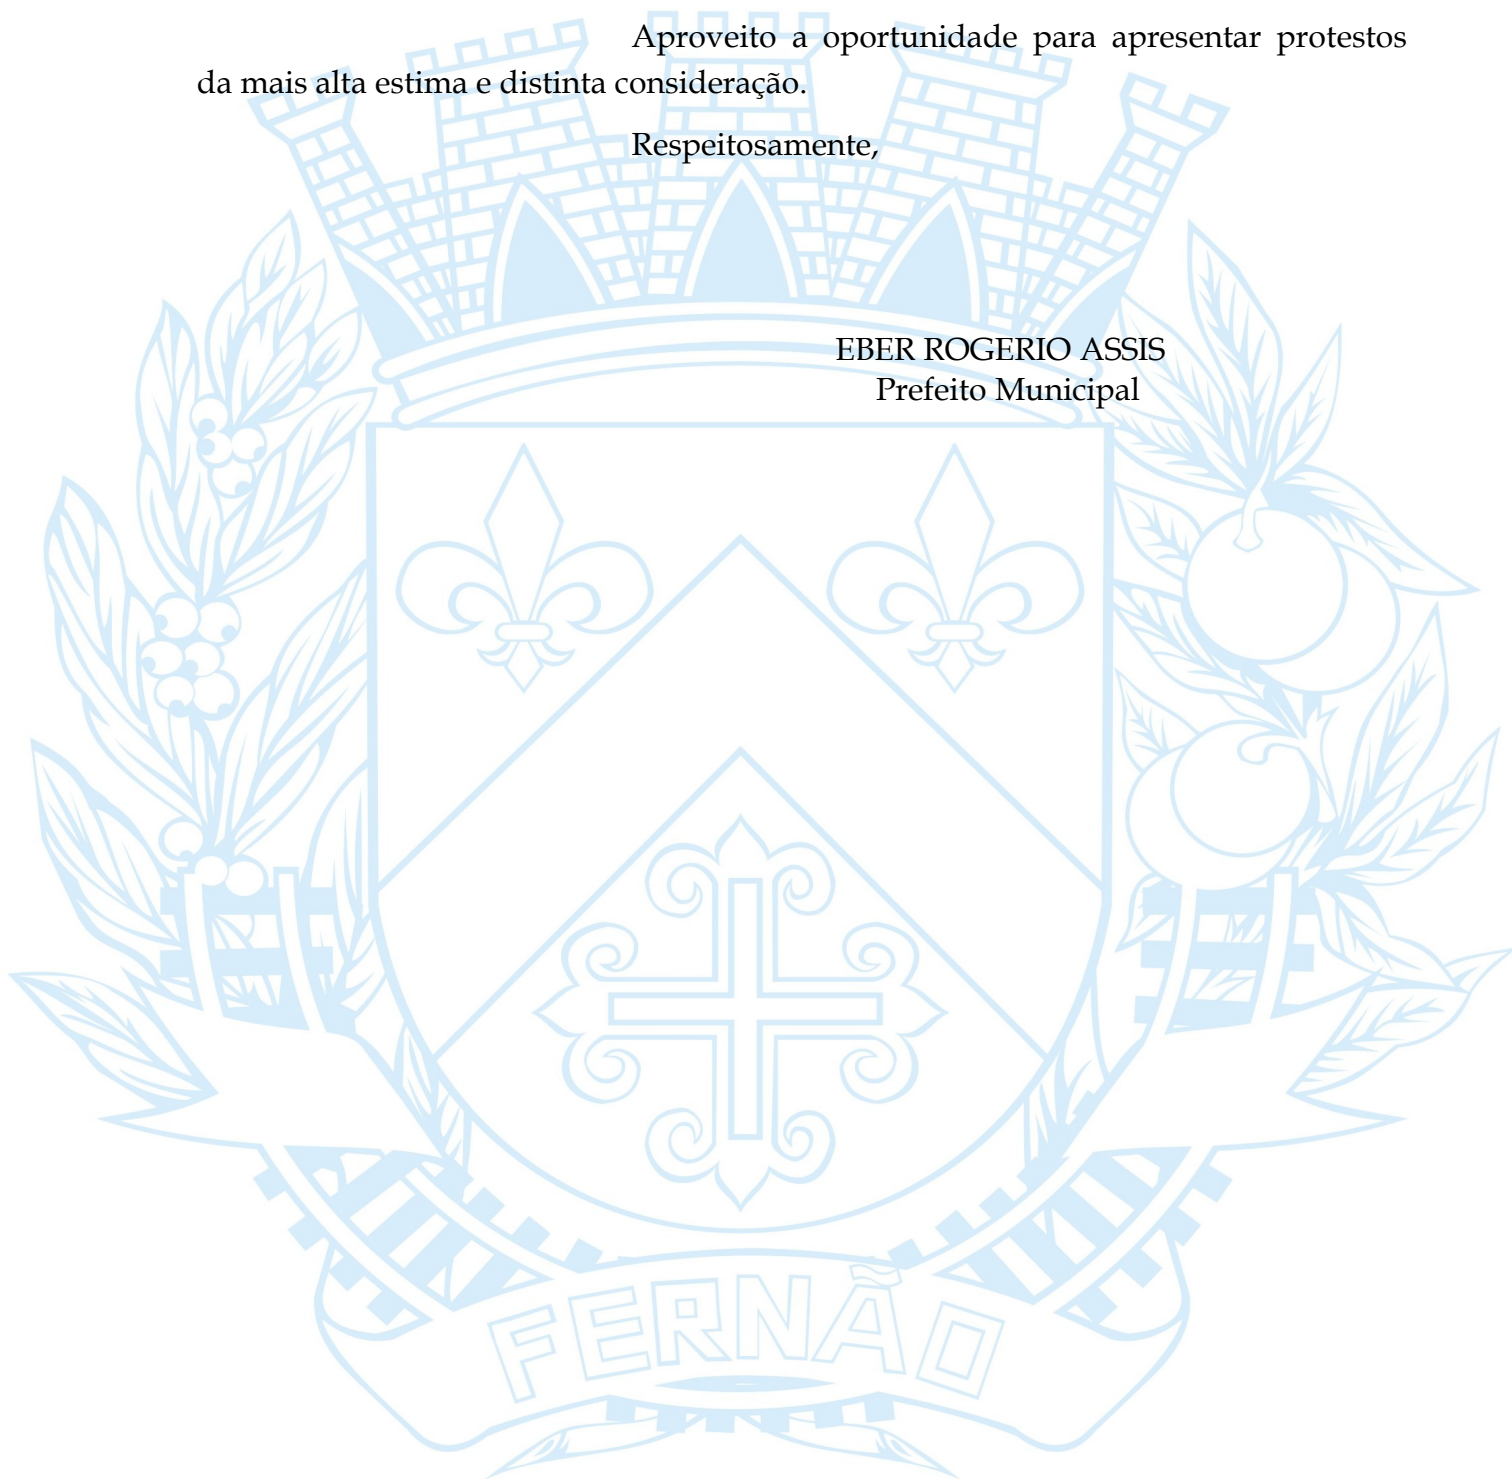 Aproveito a oportunidade para apresentar protestos
da mais alta estima e distinta consideração.
Respeitosamente,
EBER ROGERIO ASSIS
Prefeito Municipal
FERNÃO